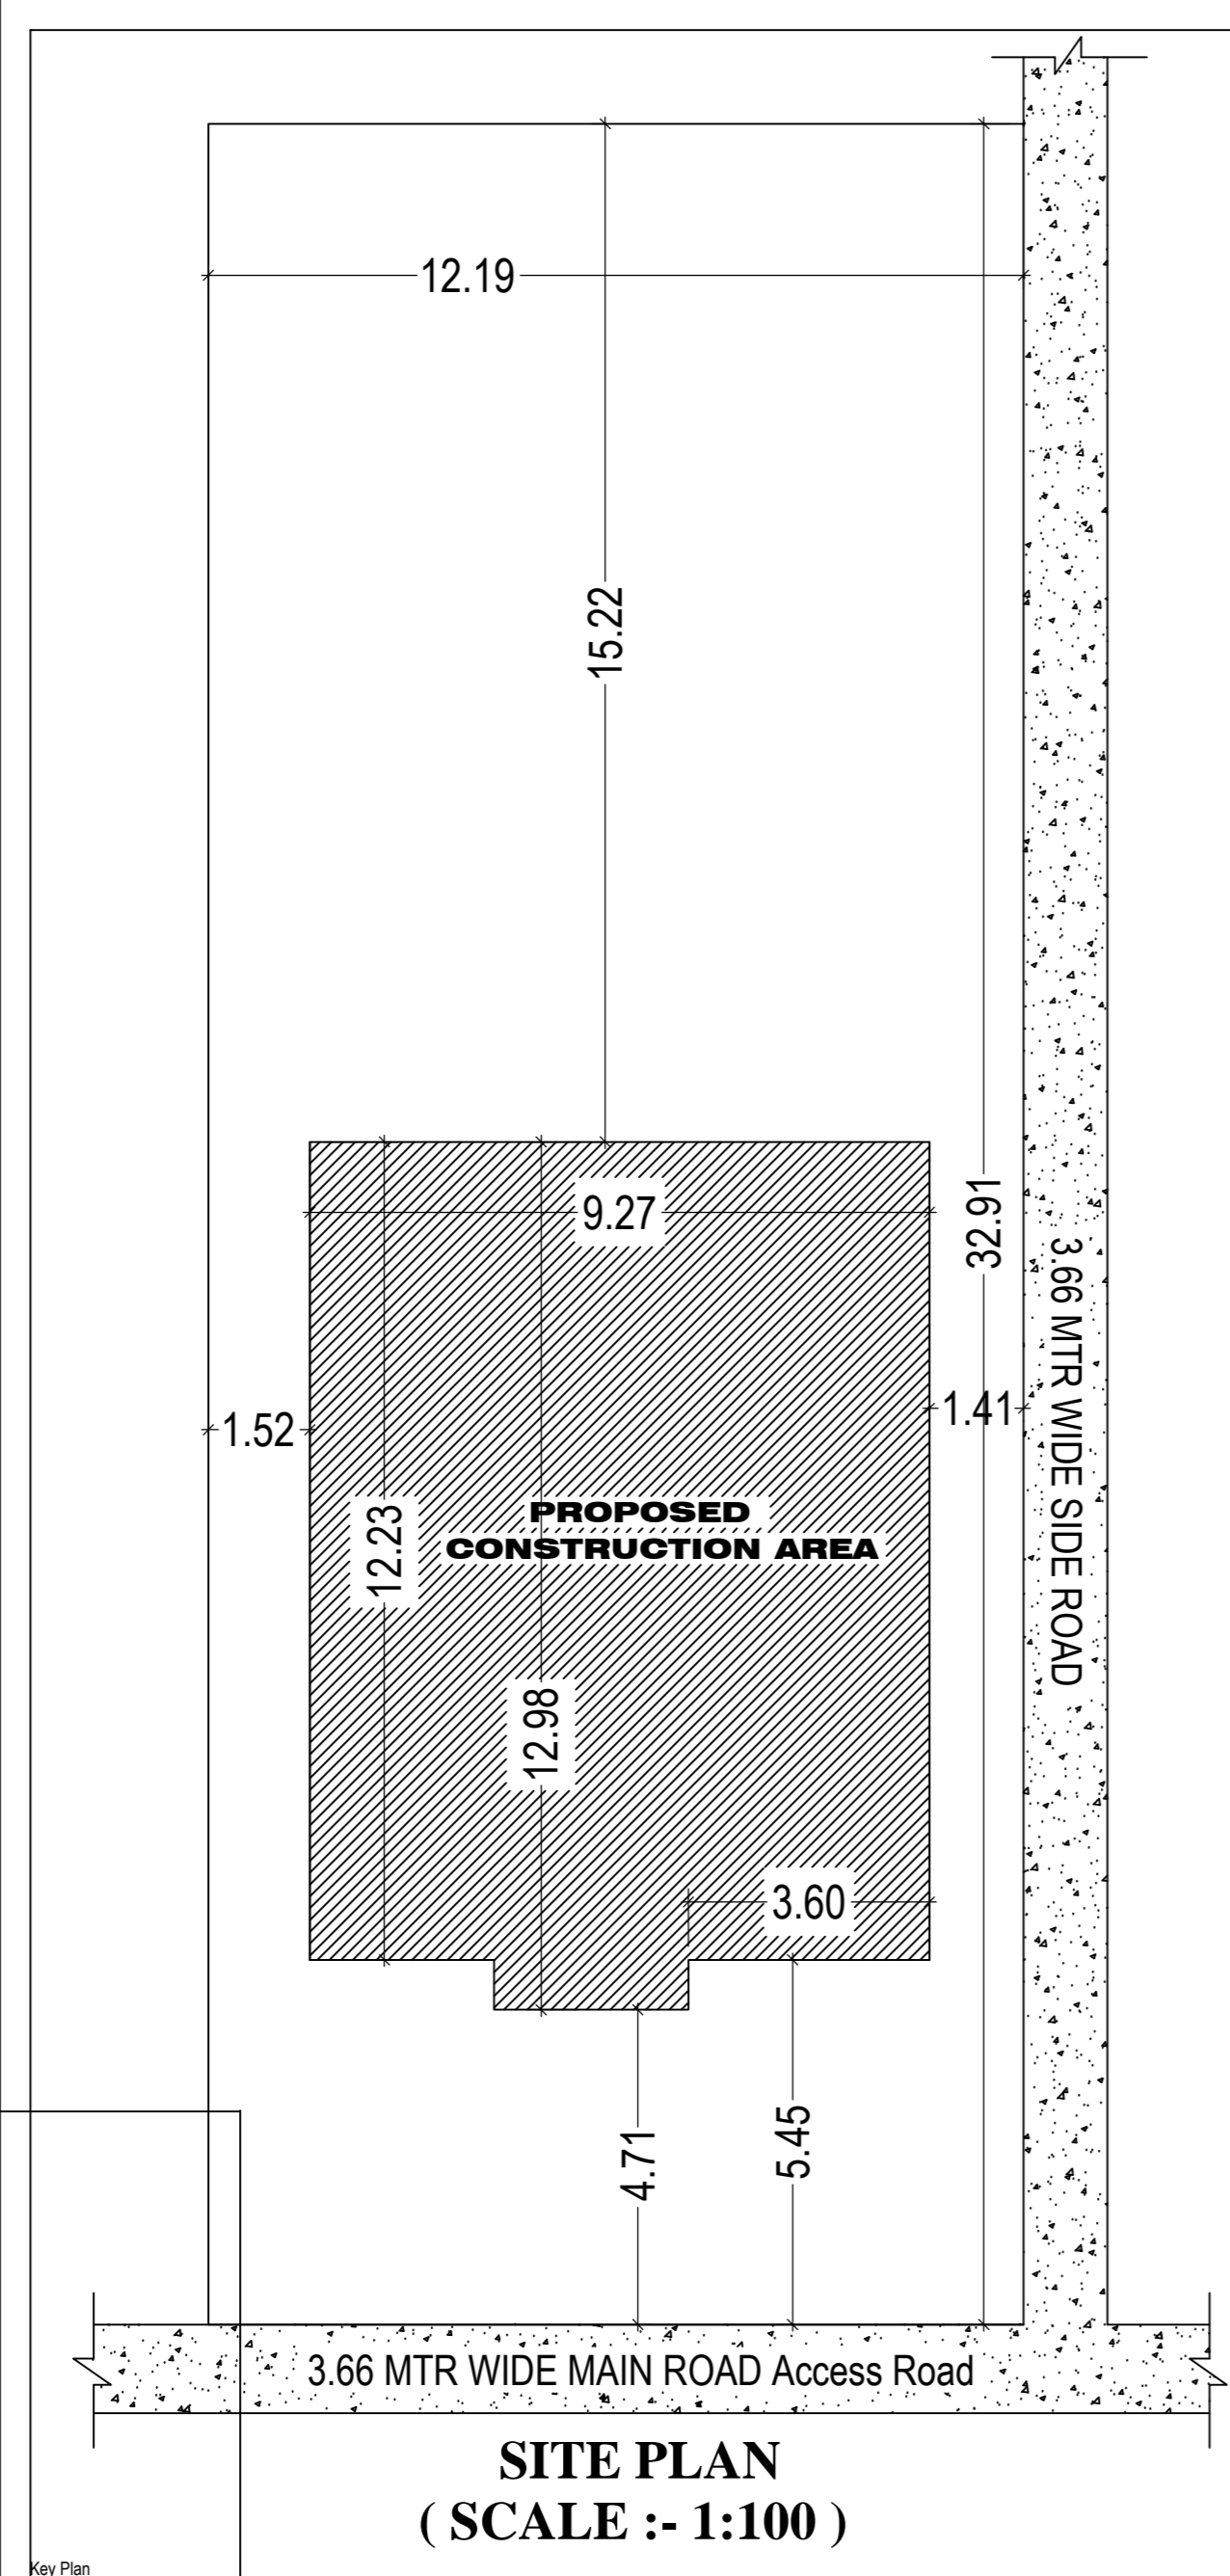 12.19
15.22
32.91
9.27
3.66 MTR WIDE SIDE ROAD
1.41
1.52
12.23
PROPOSED
CONSTRUCTION AREA
12.98
3.60
4.71
5.45
3.66 MTR WIDE MAIN ROAD Access Road
SITE PLAN
( SCALE :- 1:100 )
Key Plan